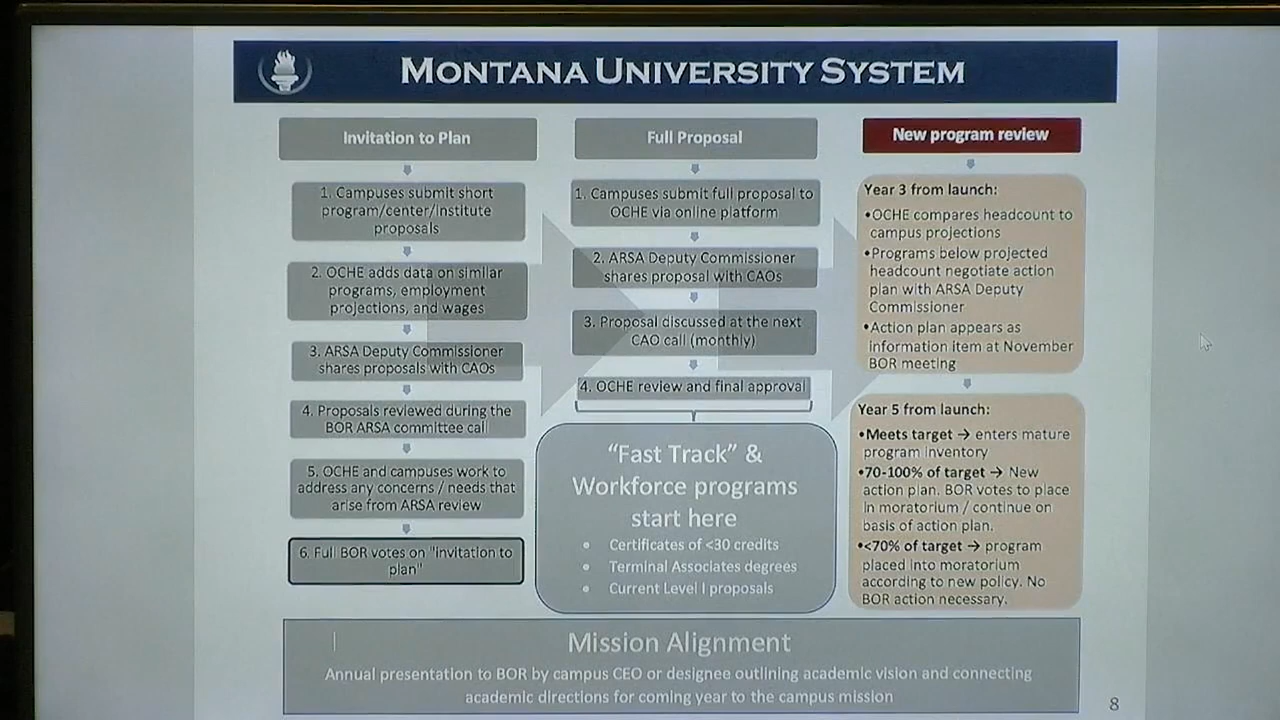 MONTANA UNIVERSITY SYSTEM
Invitation to Plan
1. Campuses submit short
program/center/institute
proposals
2. OCHE adds data on similar
programs, employment
projections, and wages
3. ARSA Deputy Commissioner
shares proposals with CAOs
4. Proposals reviewed during the
BOR ARSA committee call
5. OCHE and campuses work to
address any concerns / needs that
arise from ARSA review
6. Full BOR votes on "invitation to
plan"
Full Proposal
1. Campuses submit full proposal to
OCHE via online platform
2. ARSA Deputy Commissioner
shares proposal with CAOs
3. Proposal discussed at the next
CAO call (monthly)
4. OCHE review and final approval
“Fast Track” &
Workforce programs
start here
• Certificates of <30 credits
• Terminal Associates degrees
• Current Level I proposals
New program review
Year 3 from launch:
•OCHE compares headcount to
campus projections
•Programs below projected
headcount negotiate action
plan with ARSA Deputy
Commissioner
•Action plan appears as
information item at November
BOR meeting
Year 5 from launch:
•Meets target → enters mature
program inventory
•70-100% of target → New
action plan. BOR votes to place
in moratorium / continue on
basis of action plan.
•<70% of target → program
placed into moratorium
according to new policy. No
BOR action necessary.
Mission Alignment
Annual presentation to BOR by campus CEO or designee outlining academic vision and connecting
academic directions for coming year to the campus mission
8